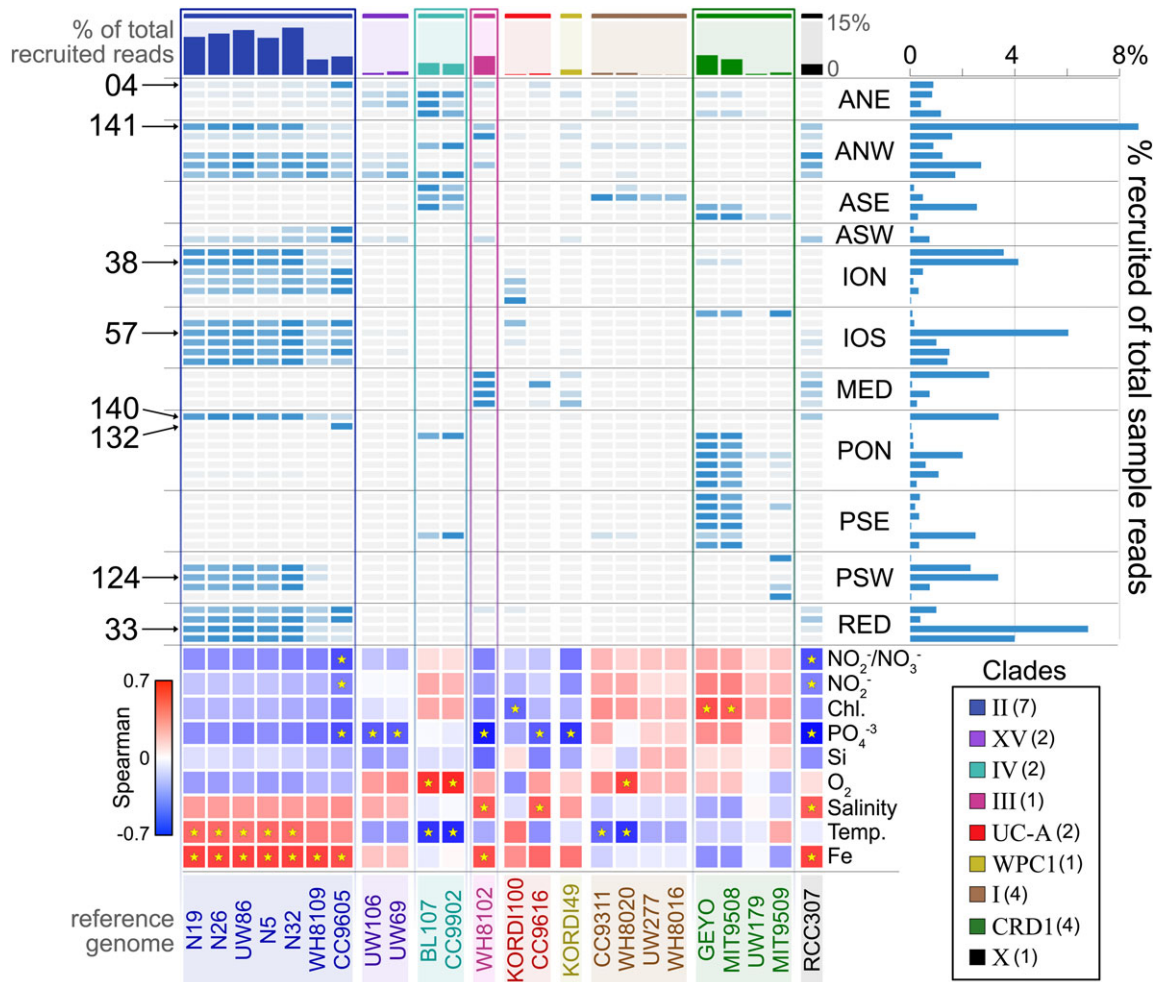 % of total
recruited reads
15%
0
0 4 8%
04
141
38
57
140
132
124
33
ANE
ANW
ASE
ASW
ION
IOS
MED
PON
PSE
PSW
RED
% recruited of total sample reads
NO₂⁻/NO₃⁻
NO₂⁻
Chl.
PO₄⁻³
Si
O₂
Salinity
Temp.
Fe
0.7
0
-0.7
Spearman
reference
genome
N19
N26
UW86
N5
N32
WH8109
CC9605
UW106
UW69
BL107
CC9902
WH8102
KORDI100
CC9616
KORDI49
CC9311
WH8020
UW277
WH8016
GEYO
MIT9508
UW179
MIT9509
RCC307
Clades
II (7)
XV (2)
IV (2)
III (1)
UC-A (2)
WPC1 (1)
I (4)
CRD1 (4)
X (1)